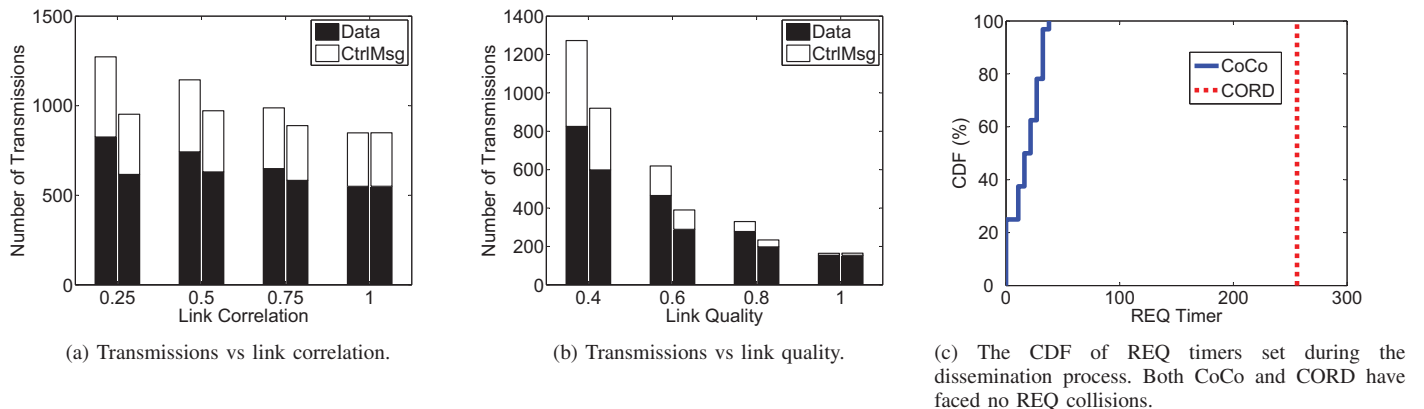 1500
1000
500
0
Number of Transmissions
Data
CtrlMsg
0.25 0.5 0.75 1
Link Correlation
(a) Transmissions vs link correlation.
1400
1200
1000
800
600
400
200
0
Number of Transmissions
Data
CtrlMsg
0.4 0.6 0.8 1
Link Quality
(b) Transmissions vs link quality.
100
80
60
40
20
0
CDF (%)
CoCo
CORD
0 100 200 300
REQ Timer
(c) The CDF of REQ timers set during the
dissemination process. Both CoCo and CORD have
faced no REQ collisions.